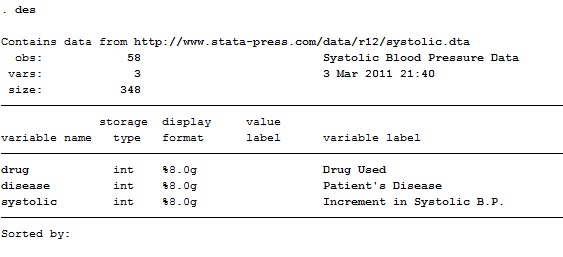 . des
Contains data from http://www.stata-press.com/data/r12/systolic.dta
obs: 58 Systolic Blood Pressure Data
vars: 3 3 Mar 2011 21:40
size: 348
storage display value
variable name type format label variable label
drug int %8.0g Drug Used
disease int %8.0g Patient's Disease
systolic int %8.0g Increment in Systolic B.P.
Sorted by: